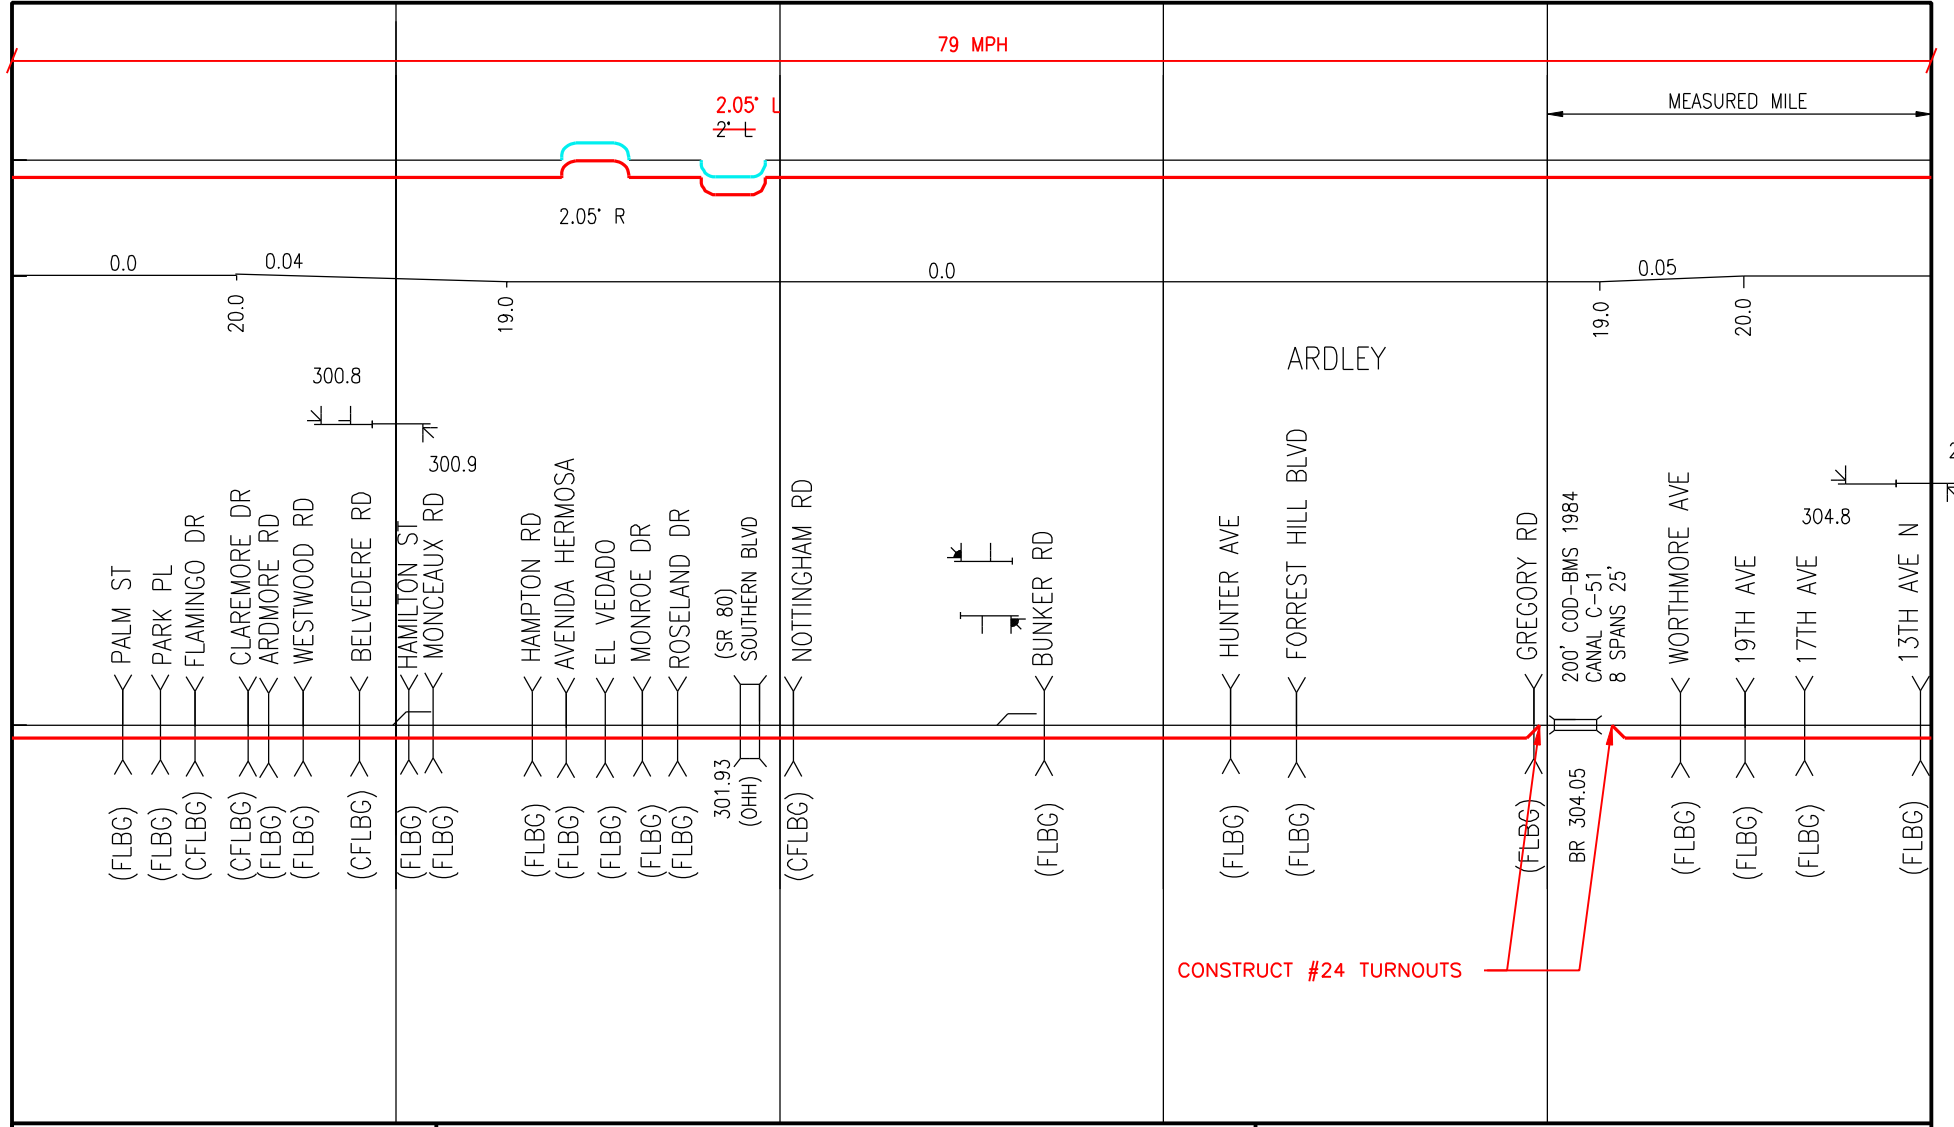 79 MPH
2.05° L
2° L
MEASURED MILE
2.05° R
0.0
0.04
0.0
0.05
20.0
19.0
19.0
20.0
ARDLEY
300.8
300.9
304.8
PALM ST
PARK PL
FLAMINGO DR
CLAREMORE DR
ARDMORE RD
WESTWOOD RD
BELVEDERE RD
HAMILTON ST
MONCEAUX RD
HAMPTON RD
AVENIDA HERMOSA
EL VEDADO
MONROE DR
ROSELAND DR
(SR 80)
SOUTHERN BLVD
NOTTINGHAM RD
BUNKER RD
HUNTER AVE
FORREST HILL BLVD
GREGORY RD
200' COD-BMS 1984
CANAL C-51
8 SPANS 25'
WORTHMORE AVE
19TH AVE
17TH AVE
13TH AVE N
(FLBG)
(FLBG)
(CFLBG)
(CFLBG)
(FLBG)
(FLBG)
(CFLBG)
(FLBG)
(FLBG)
(FLBG)
(FLBG)
(FLBG)
(FLBG)
(FLBG)
301.93
(OHH)
(CFLBG)
(FLBG)
(FLBG)
(FLBG)
(FLBG)
BR 304.05
(FLBG)
(FLBG)
(FLBG)
(FLBG)
CONSTRUCT #24 TURNOUTS